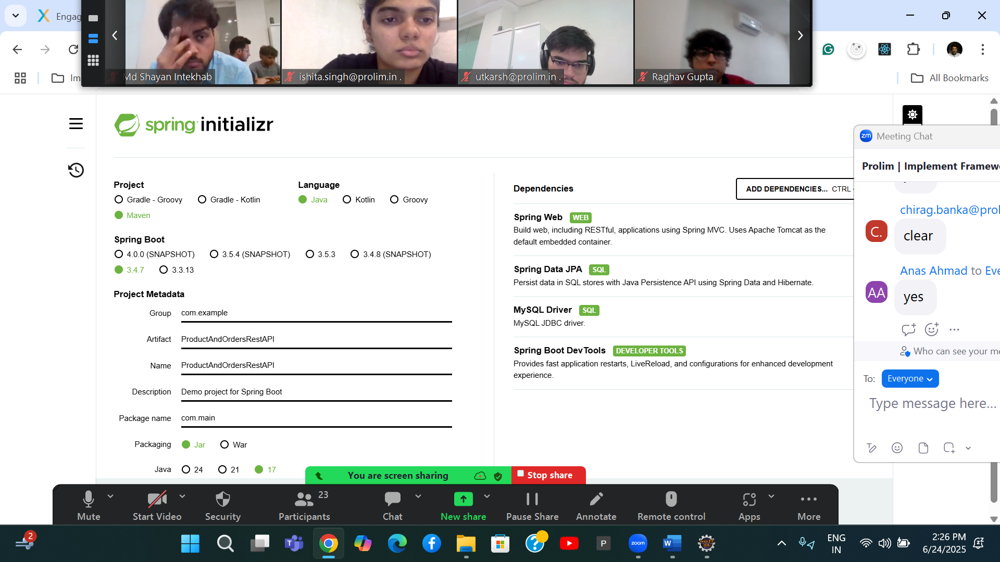 Engag
Md Shayan Intekhab
ishita.singh@prolim.in .
utkarsh@prolim.in .
Raghav Gupta
All Bookmarks
spring initializr
zm
Meeting Chat
Prolim | Implement
Project
Gradle - Groovy
Gradle - Kotlin
Maven
Language
Java
Kotlin
Groovy
Spring Boot
4.0.0 (SNAPSHOT)
3.5.4 (SNAPSHOT)
3.5.3
3.4.8 (SNAPSHOT)
3.4.7
3.3.13
Project Metadata
Group com.example
Artifact ProductAndOrdersRestAPI
Name ProductAndOrdersRestAPI
Description Demo project for Spring Boot
Package name com.main
Packaging Jar War
Java 24 21 17
Dependencies
ADD DEPENDENCIES... CTRL
Spring Web WEB
Build web, including RESTful, applications using Spring MVC. Uses Apache Tomcat as the
default embedded container.
Spring Data JPA SQL
Persist data in SQL stores with Java Persistence API using Spring Data and Hibernate.
MySQL Driver SQL
MySQL JDBC driver.
Spring Boot DevTools DEVELOPER TOOLS
Provides fast application restarts, LiveReload, and configurations for enhanced development
experience.
chirag.banka@prol
C.
clear
Anas Ahmad to Eve
AA
yes
Who can see your me
To: Everyone
Type message here...
You are screen sharing
Stop share
Mute
Start Video
Security
Participants 23
Chat
New share
Pause Share
Annotate
Remote control
Apps
More
2
zoom
P
W
ENG
IN
2:26 PM
6/24/2025